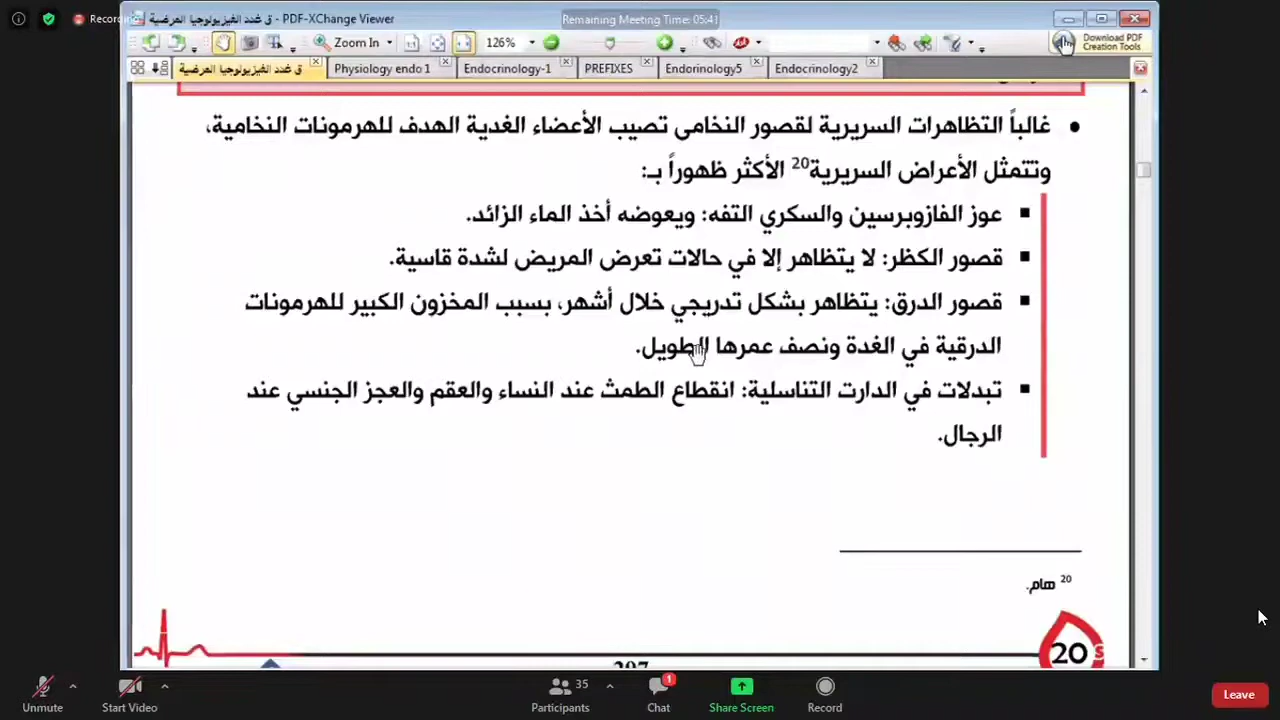 Recording
ق غدد الفيزيولوجيا المرضية - PDF-XChange Viewer
Remaining Meeting Time: 05:41
Zoom In
126%
Download PDF
Creation Tools
ق غدد الفيزيولوجيا المرضية
Physiology endo1
Endocrinology-1
PREFIXES
Endorinology5
Endocrinology2
• غالباً التظاهرات السريرية لقصور النخامى تصيب الأعضاء الغدية الهدف للهرمونات النخامية،
وتتمثل الأعراض السريرية20 الأكثر ظهوراً بـ:
▪ عوز الفازوبرسين والسكري التفه: ويعوضه أخذ الماء الزائد.
▪ قصور الكظر: لا يتظاهر إلا في حالات تعرض المريض لشدة قاسية.
▪ قصور الدرق: يتظاهر بشكل تدريجي خلال أشهر، بسبب المخزون الكبير للهرمونات
الدرقية في الغدة ونصف عمرها الطويل.
▪ تبدلات في الدارت التناسلية: انقطاع الطمث عند النساء والعقم والعجز الجنسي عند
الرجال.
20 هام.
20
Unmute
Start Video
35
Participants
1
Chat
Share Screen
Record
Leave